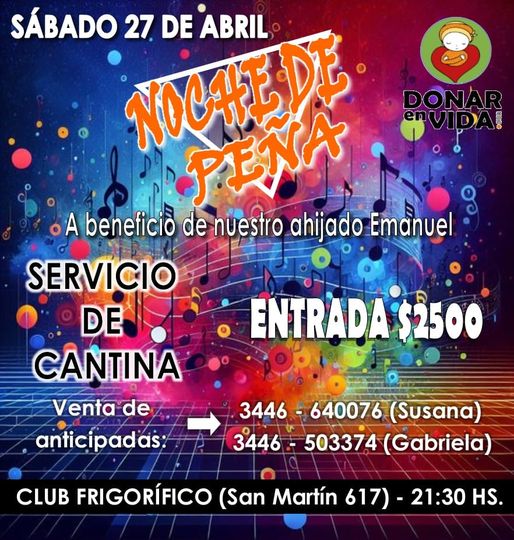 SÁBADO 27 DE ABRIL
NOCHE DE
PEÑA
DONAR
en VIDA
A beneficio de nuestro ahijado Emanuel
SERVICIO
DE
CANTINA
ENTRADA $2500
Venta de
anticipadas:
3446 - 640076 (Susana)
3446 - 503374 (Gabriela)
CLUB FRIGORÍFICO (San Martín 617) - 21:30 HS.